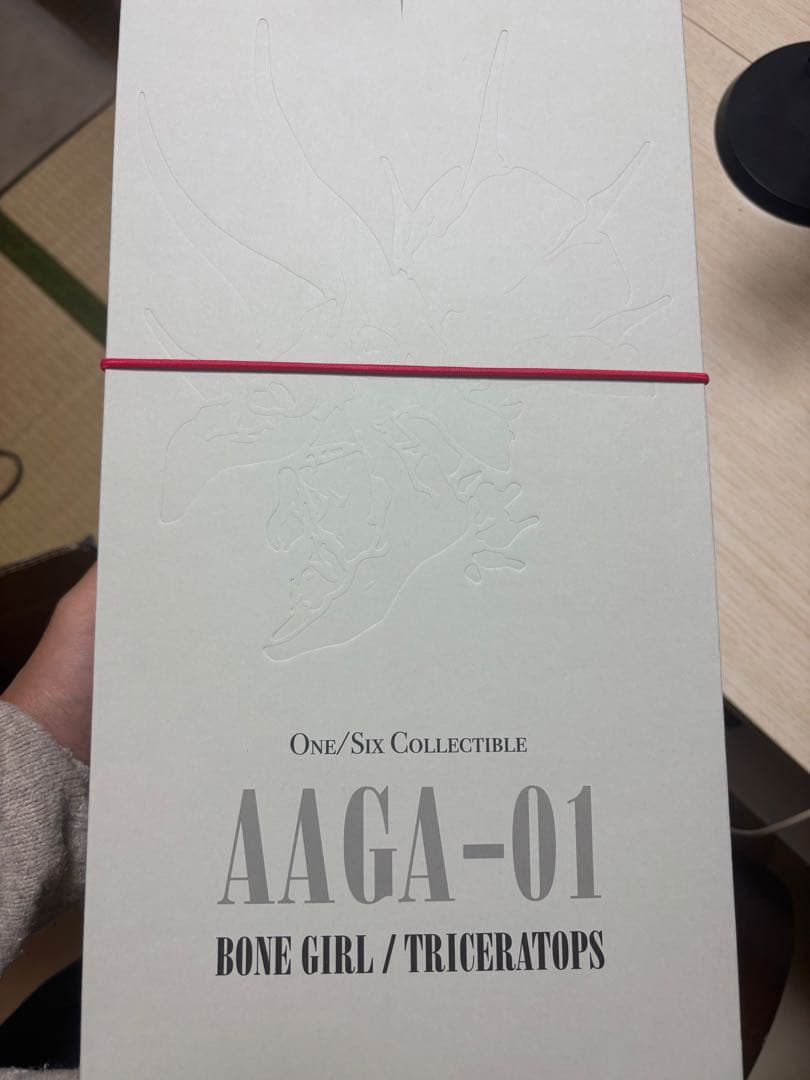 One/Six Collectible
AAGA-01
BONE GIRL / TRICERATOPS